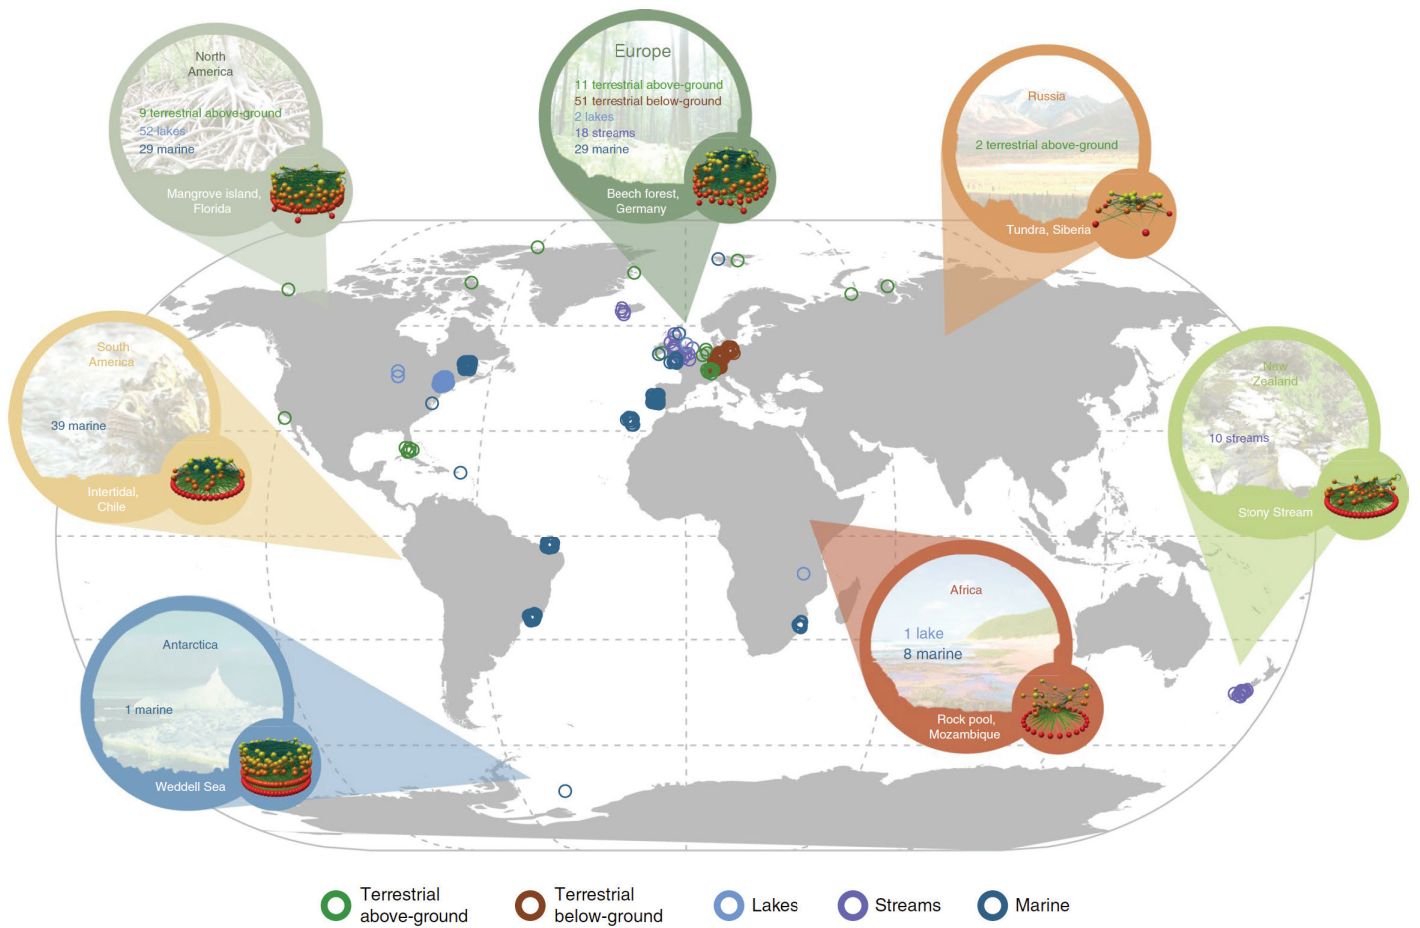 North
America
9 terrestrial above-ground
52 lakes
29 marine
Mangrove island,
Florida
Europe
11 terrestrial above-ground
51 terrestrial below-ground
2 lakes
18 streams
29 marine
Beech forest,
Germany
Russia
2 terrestrial above-ground
Tundra, Siberia
South
America
39 marine
Intertidal,
Chile
New
Zealand
10 streams
Stony Stream
Antarctica
1 marine
Weddell Sea
Africa
1 lake
8 marine
Rock pool,
Mozambique
Terrestrial
above-ground
Terrestrial
below-ground
Lakes
Streams
Marine